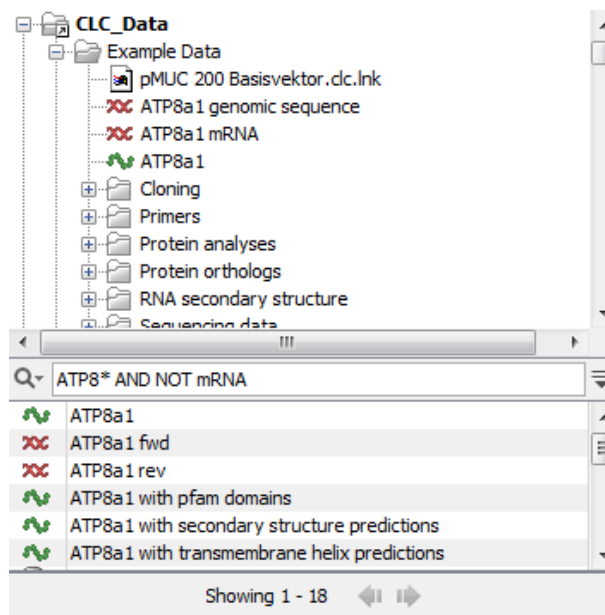 CLC_Data
Example Data
pMUC 200 Basisvektor.clc.lnk
ATP8a1 genomic sequence
ATP8a1 mRNA
ATP8a1
Cloning
Primers
Protein analyses
Protein orthologs
RNA secondary structure
Sequencing data
ATP8* AND NOT mRNA
ATP8a1
ATP8a1 fwd
ATP8a1 rev
ATP8a1 with pfam domains
ATP8a1 with secondary structure predictions
ATP8a1 with transmembrane helix predictions
Showing 1 - 18